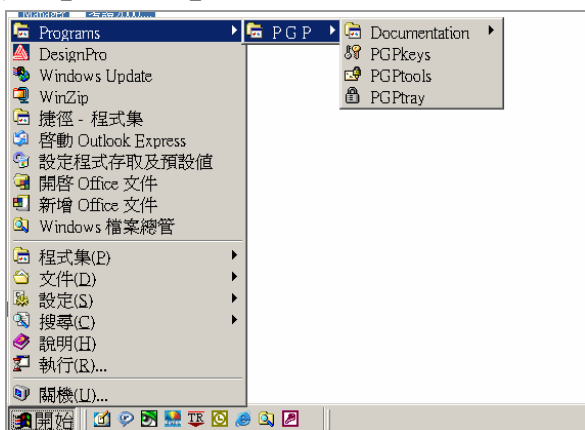 Manager
Programs
P G P
Documentation
PGPkeys
PGPtools
PGPtray
DesignPro
Windows Update
WinZip
捷徑 - 程式集
啓動 Outlook Express
設定程式存取及預設值
開啓 Office 文件
新增 Office 文件
Windows 檔案總管
程式集(P)
文件(D)
設定(S)
搜尋(C)
說明(H)
執行(R)...
關機(U)...
開始